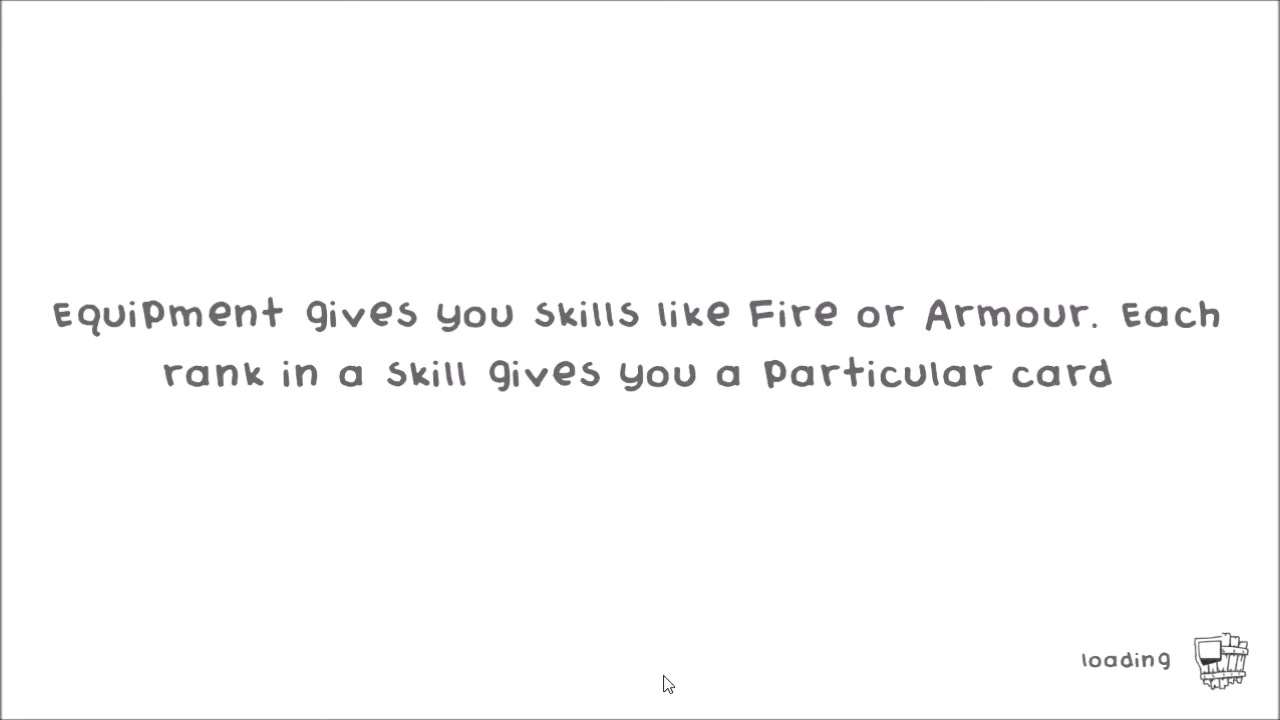 Equipment gives you skills like Fire or Armour. Each
rank in a skill gives you a particular card
loading